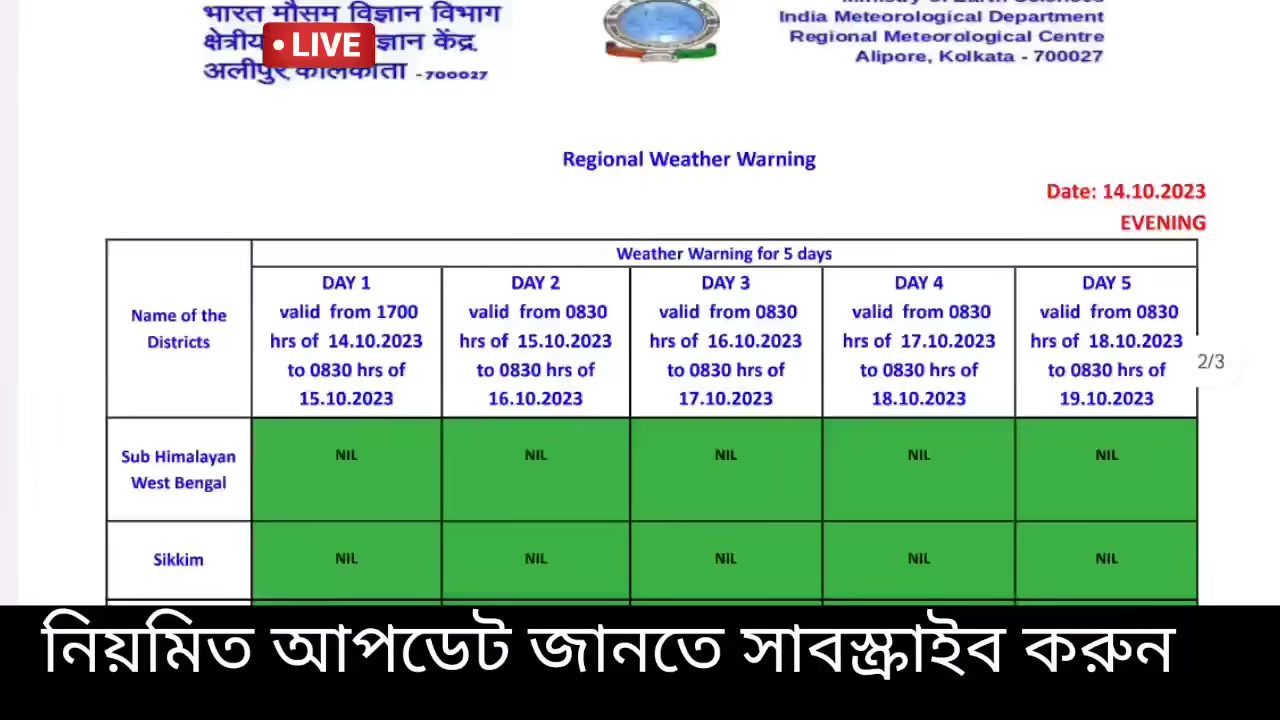 भारत मौसम विज्ञान विभाग
India Meteorological Department
क्षेत्रीय
• LIVE
ज्ञान केंद्र
Regional Meteorological Centre
अलीपुर कोलकाता - 700027
Alipore, Kolkata - 700027
Regional Weather Warning
Date: 14.10.2023
EVENING
Name of the
Districts
Weather Warning for 5 days
DAY 1
valid from 1700
hrs of 14.10.2023
to 0830 hrs of
15.10.2023
DAY 2
valid from 0830
hrs of 15.10.2023
to 0830 hrs of
16.10.2023
DAY 3
valid from 0830
hrs of 16.10.2023
to 0830 hrs of
17.10.2023
DAY 4
valid from 0830
hrs of 17.10.2023
to 0830 hrs of
18.10.2023
DAY 5
valid from 0830
hrs of 18.10.2023
to 0830 hrs of
19.10.2023
2/3
Sub Himalayan
West Bengal
NIL NIL NIL NIL NIL
Sikkim NIL NIL NIL NIL NIL
নিয়মিত আপডেট জানতে সাবস্ক্রাইব করুন